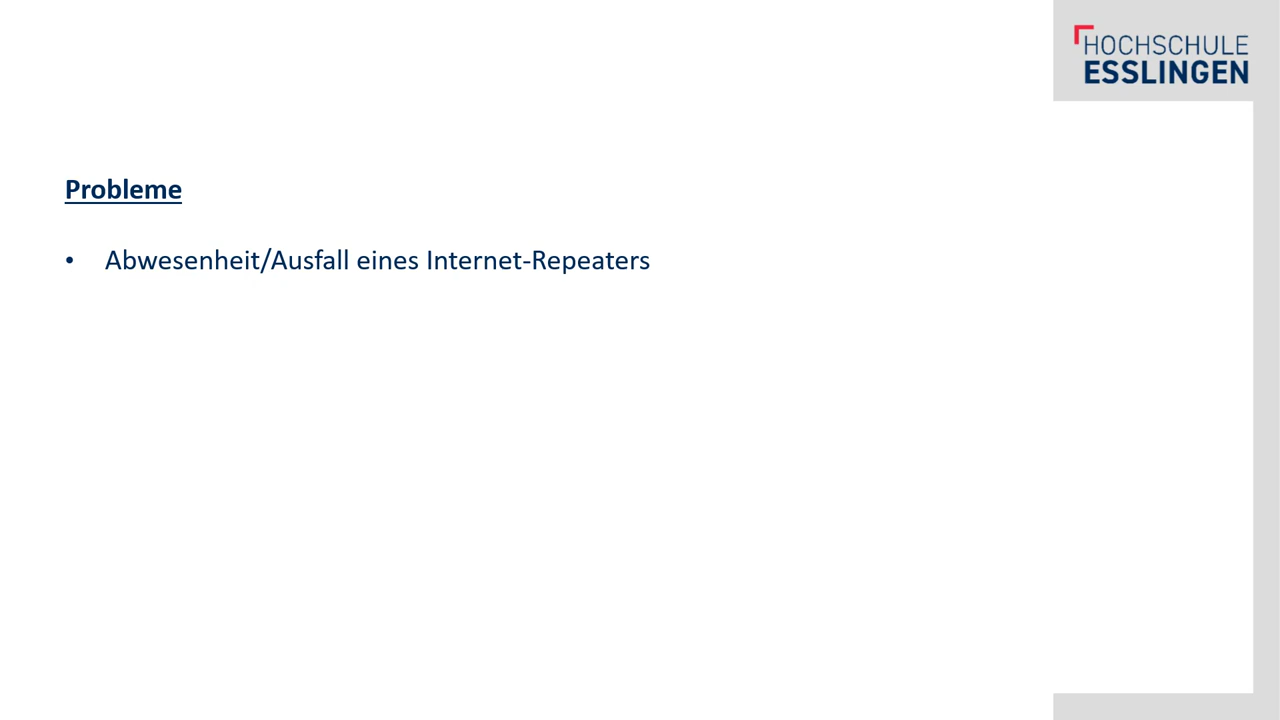 HOCHSCHULE
ESSLINGEN
Probleme
• Abwesenheit/Ausfall eines Internet-Repeaters